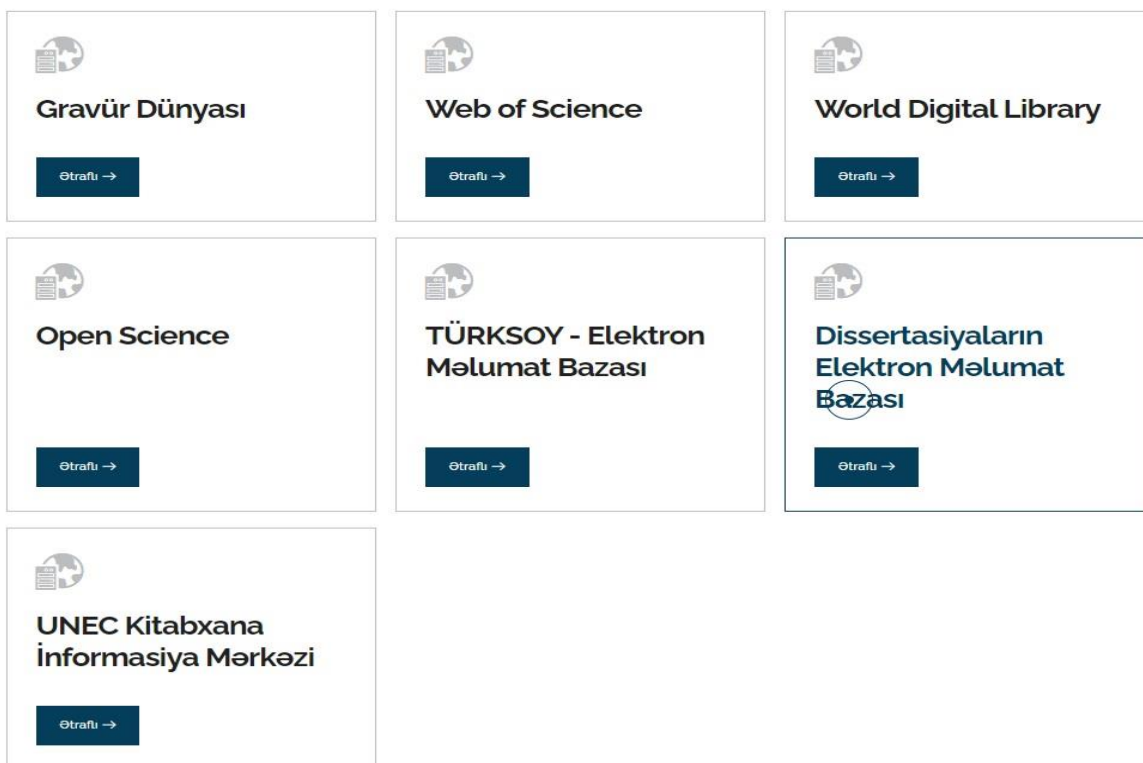 Gravür Dünyası
Ətraflı →
Web of Science
Ətraflı →
World Digital Library
Ətraflı →
Open Science
Ətraflı →
TÜRKSOY - Elektron
Məlumat Bazası
Ətraflı →
Dissertasiyaların
Elektron Məlumat
Bazası
Ətraflı →
UNEC Kitabxana
İnformasiya Mərkəzi
Ətraflı →